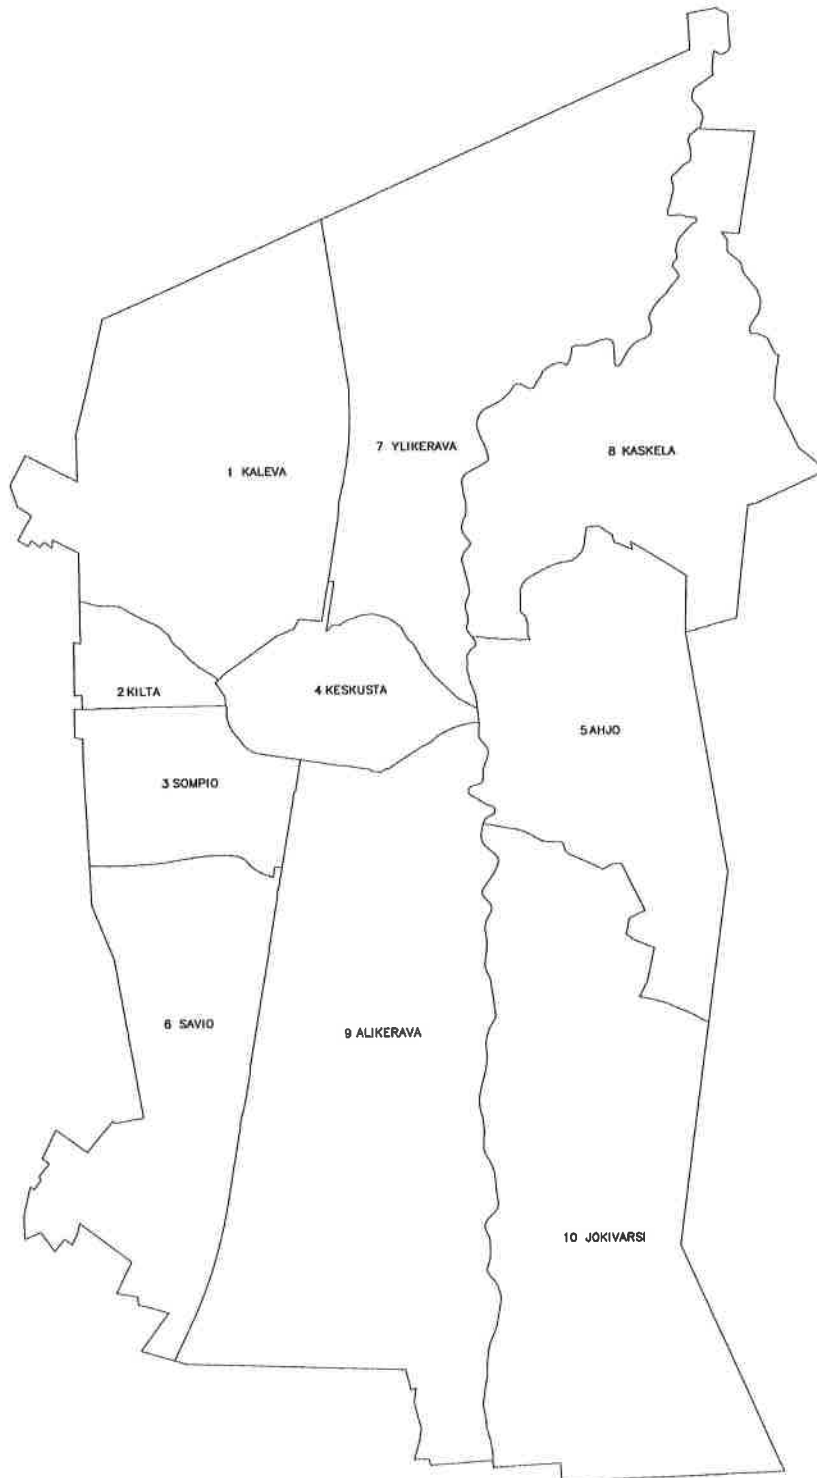 7 YLIKERAVA
8 KASKELA
1 KALEVA
2 KILTA
4 KESKUSTA
5 AHJO
3 SOMPIO
6 SAVIO
9 ALIKERAVA
10 JOKIVARSI